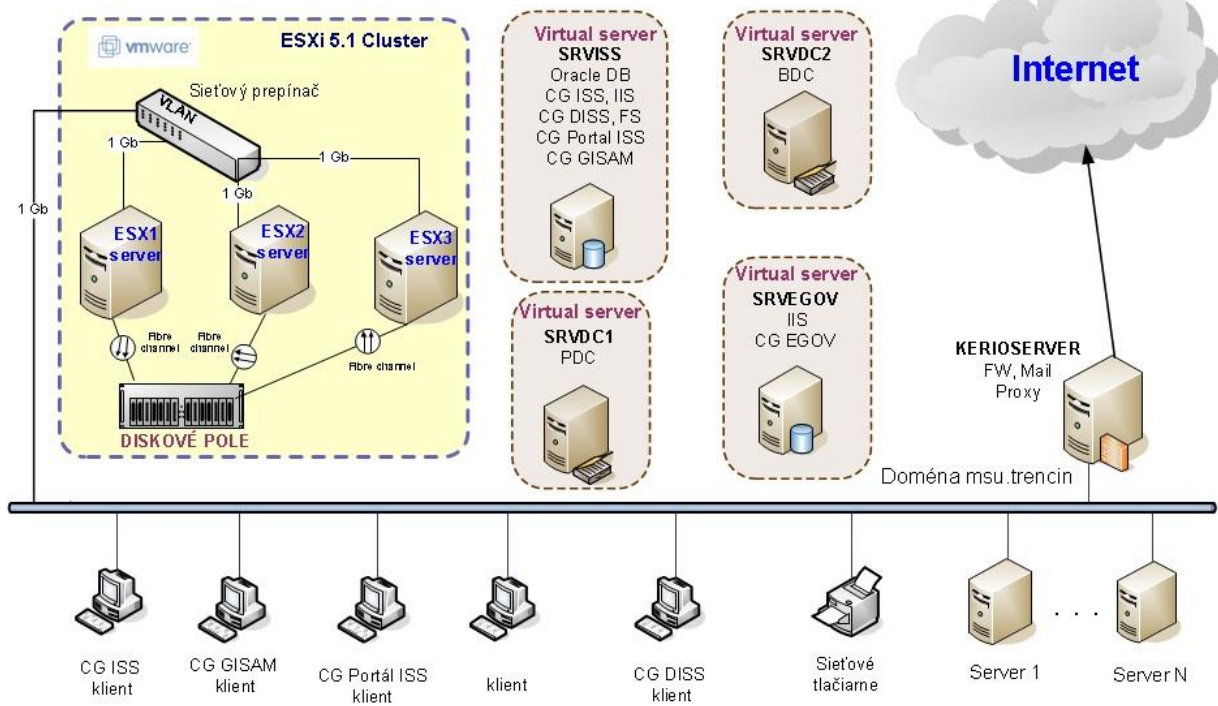 vmware
ESXi 5.1 Cluster
Sieťový prepínač
VLAN
1 Gb
1 Gb
1 Gb
1 Gb
ESX1
server
ESX2
server
ESX3
server
Fibre
channel
Fibre
channel
Fibre channel
DISKOVÉ POLE
Virtual server
SRVISS
Oracle DB
CG ISS, IIS
CG DISS, FS
CG Portal ISS
CG GISAM
Virtual server
SRVDC2
BDC
Virtual server
SRVDC1
PDC
Virtual server
SRVEGOV
IIS
CG EGOV
Internet
KERIOSERVER
FW, Mail
Proxy
Doména msu.trencin
CG ISS
klient
CG GISAM
klient
CG Portál ISS
klient
klient
CG DISS
klient
Sieťové
tlačiarne
Server 1
. . .
Server N